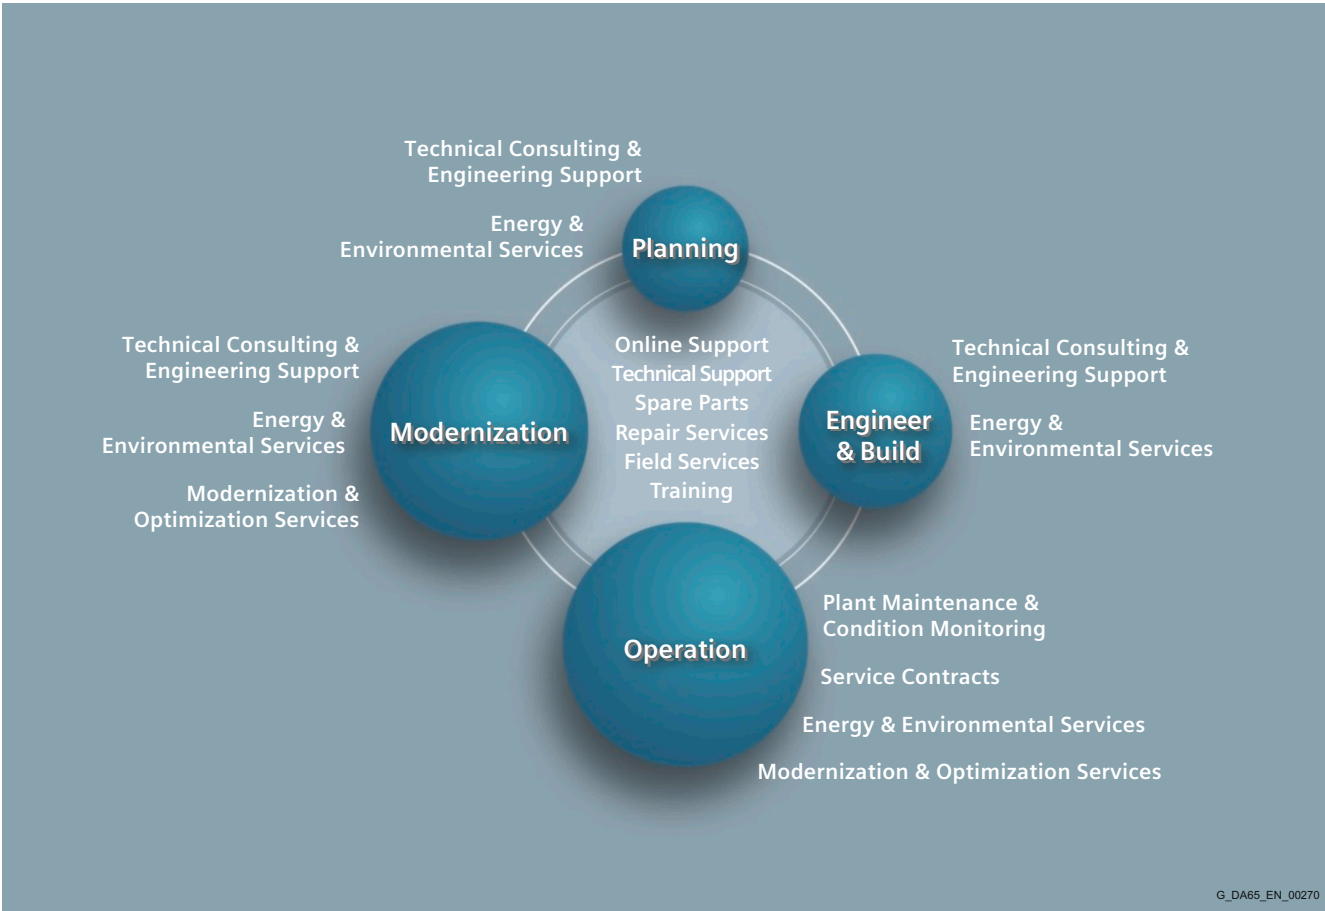 Technical Consulting &
Engineering Support
Energy &
Environmental Services
Planning
Technical Consulting &
Engineering Support
Energy &
Environmental Services
Modernization &
Optimization Services
Modernization
Online Support
Technical Support
Spare Parts
Repair Services
Field Services
Training
Engineer
& Build
Technical Consulting &
Engineering Support
Energy &
Environmental Services
Operation
Plant Maintenance &
Condition Monitoring
Service Contracts
Energy & Environmental Services
Modernization & Optimization Services
G_DA65_EN_00270